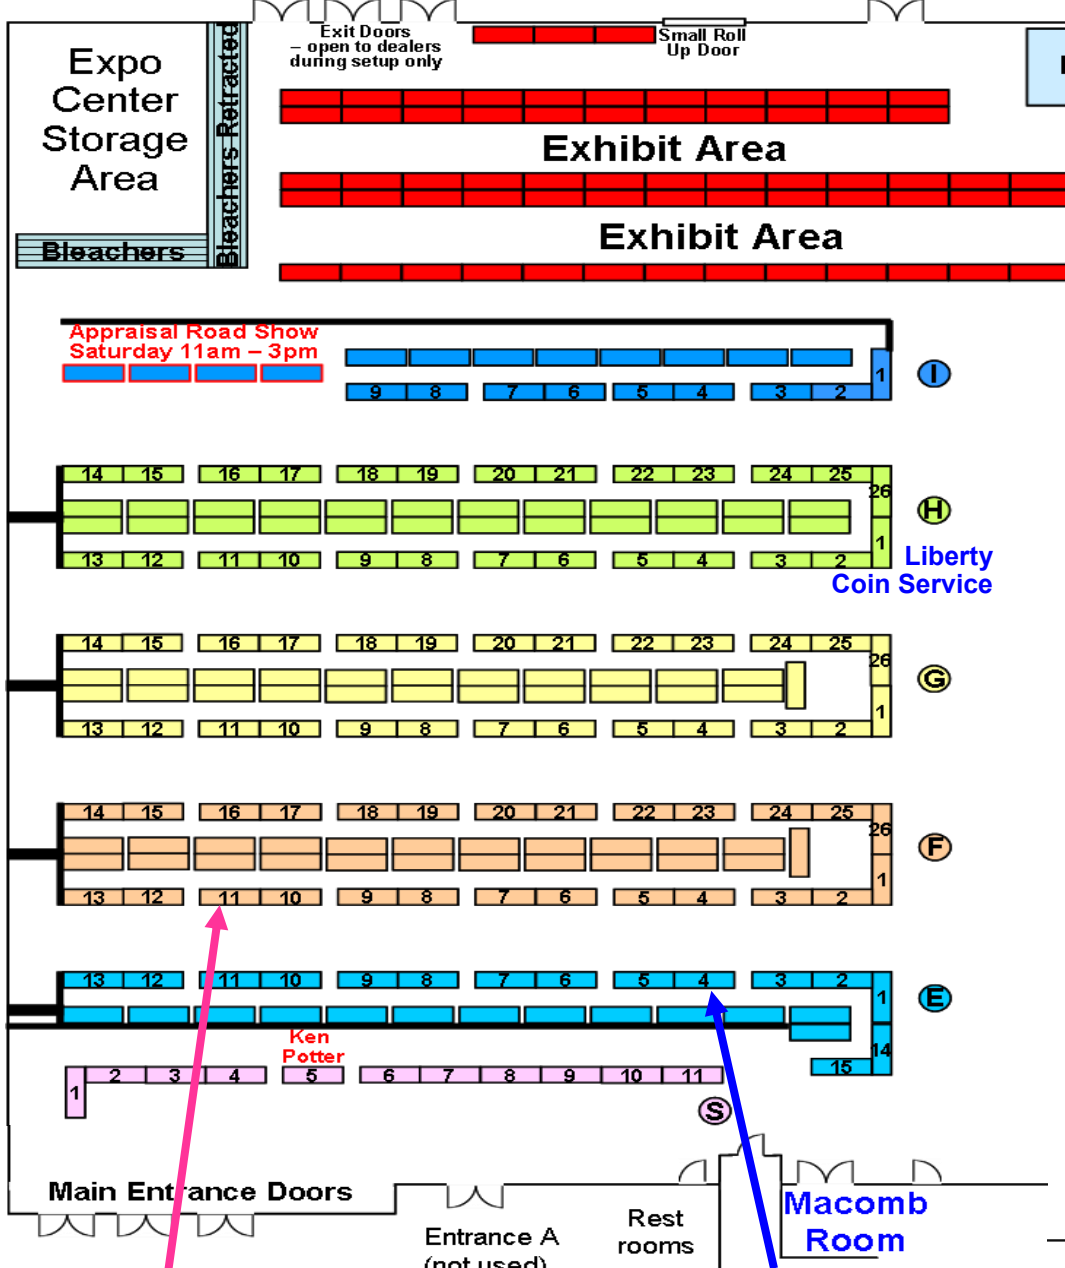 Exit Doors
– open to dealers
during setup only
Small Roll
Up Door
Expo
Center
Storage
Area
Bleachers Retracted
Bleachers
Exhibit Area
Exhibit Area
Appraisal Road Show
Saturday 11am – 3pm
1
I
9 8 7 6 5 4 3 2
14 15 16 17 18 19 20 21 22 23 24 25
26
H
1
13 12 11 10 9 8 7 6 5 4 3 2
Liberty
Coin Service
14 15 16 17 18 19 20 21 22 23 24 25
26
G
1
13 12 11 10 9 8 7 6 5 4 3 2
14 15 16 17 18 19 20 21 22 23 24 25
26
F
1
13 12 11 10 9 8 7 6 5 4 3 2
13 12 11 10 9 8 7 6 5 4 3 2
1
E
14
15
Ken
Potter
1 2 3 4 5 6 7 8 9 10 11
S
Main Entrance Doors
Macomb
Room
Rest
rooms
Entrance A
(not used)